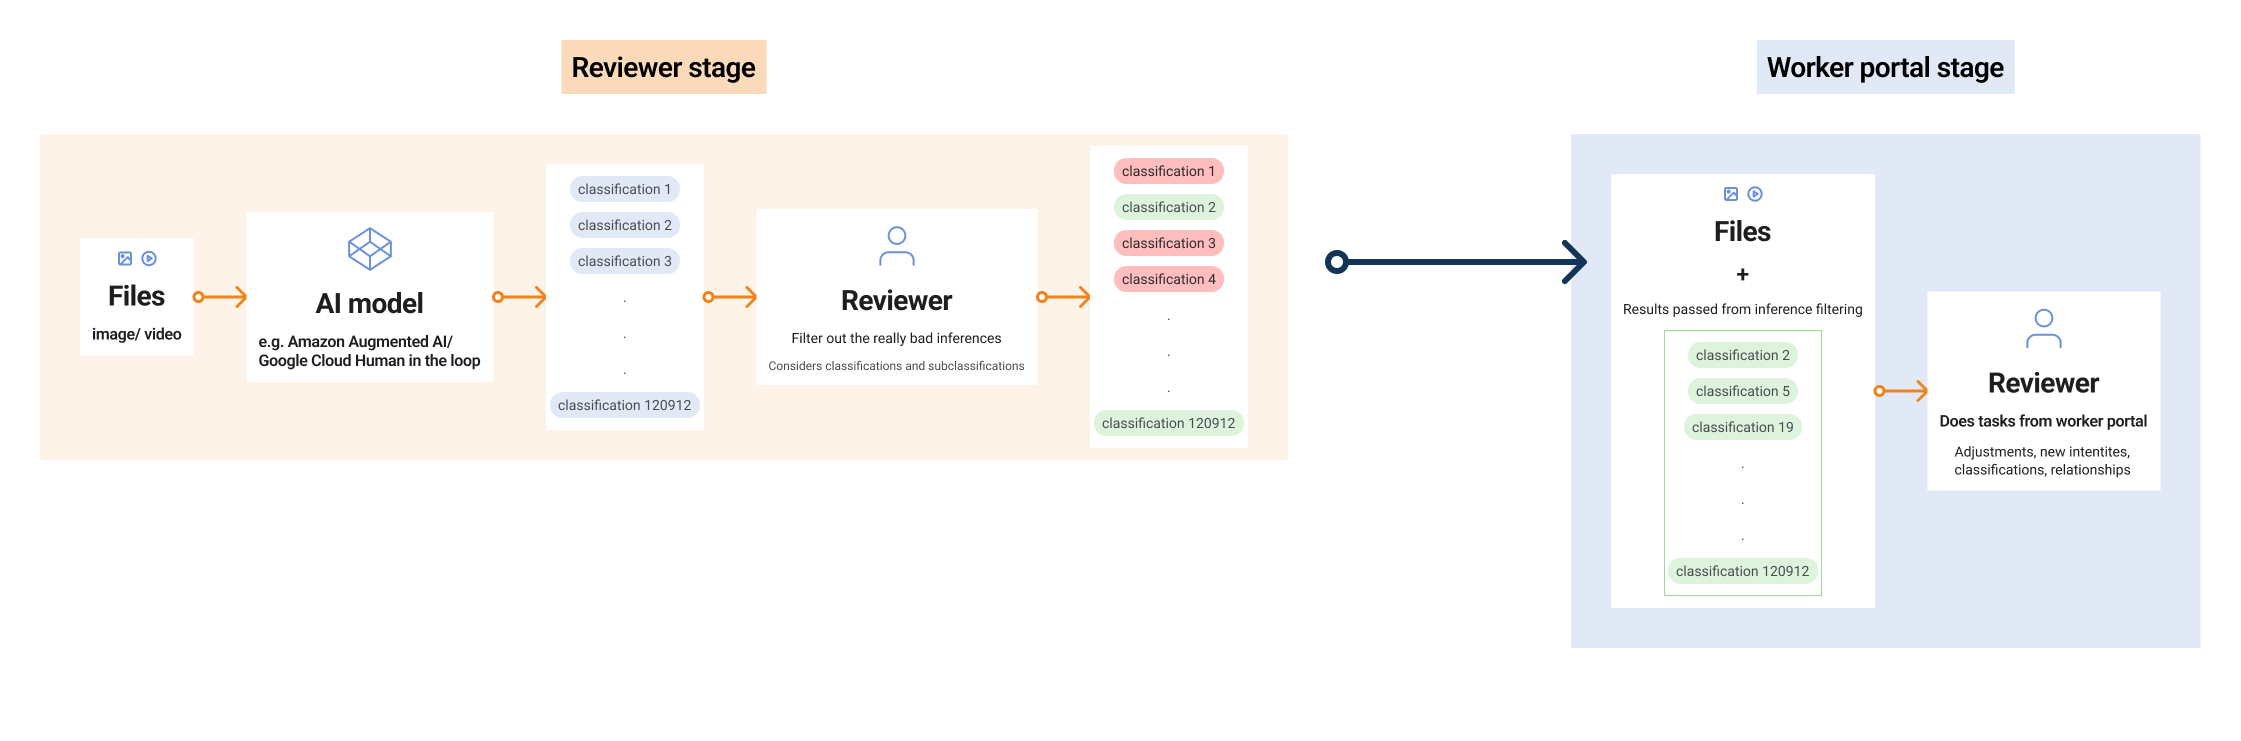 Reviewer stage
Files
image/ video
AI model
e.g. Amazon Augmented AI/
Google Cloud Human in the loop
classification 1
classification 2
classification 3
.
.
.
classification 120912
Reviewer
Filter out the really bad inferences
Considers classifications and subclassifications
classification 1
classification 2
classification 3
classification 4
.
.
.
classification 120912
Worker portal stage
Files
+
Results passed from inference filtering
classification 2
classification 5
classification 19
.
.
.
classification 120912
Reviewer
Does tasks from worker portal
Adjustments, new intentites,
classifications, relationships